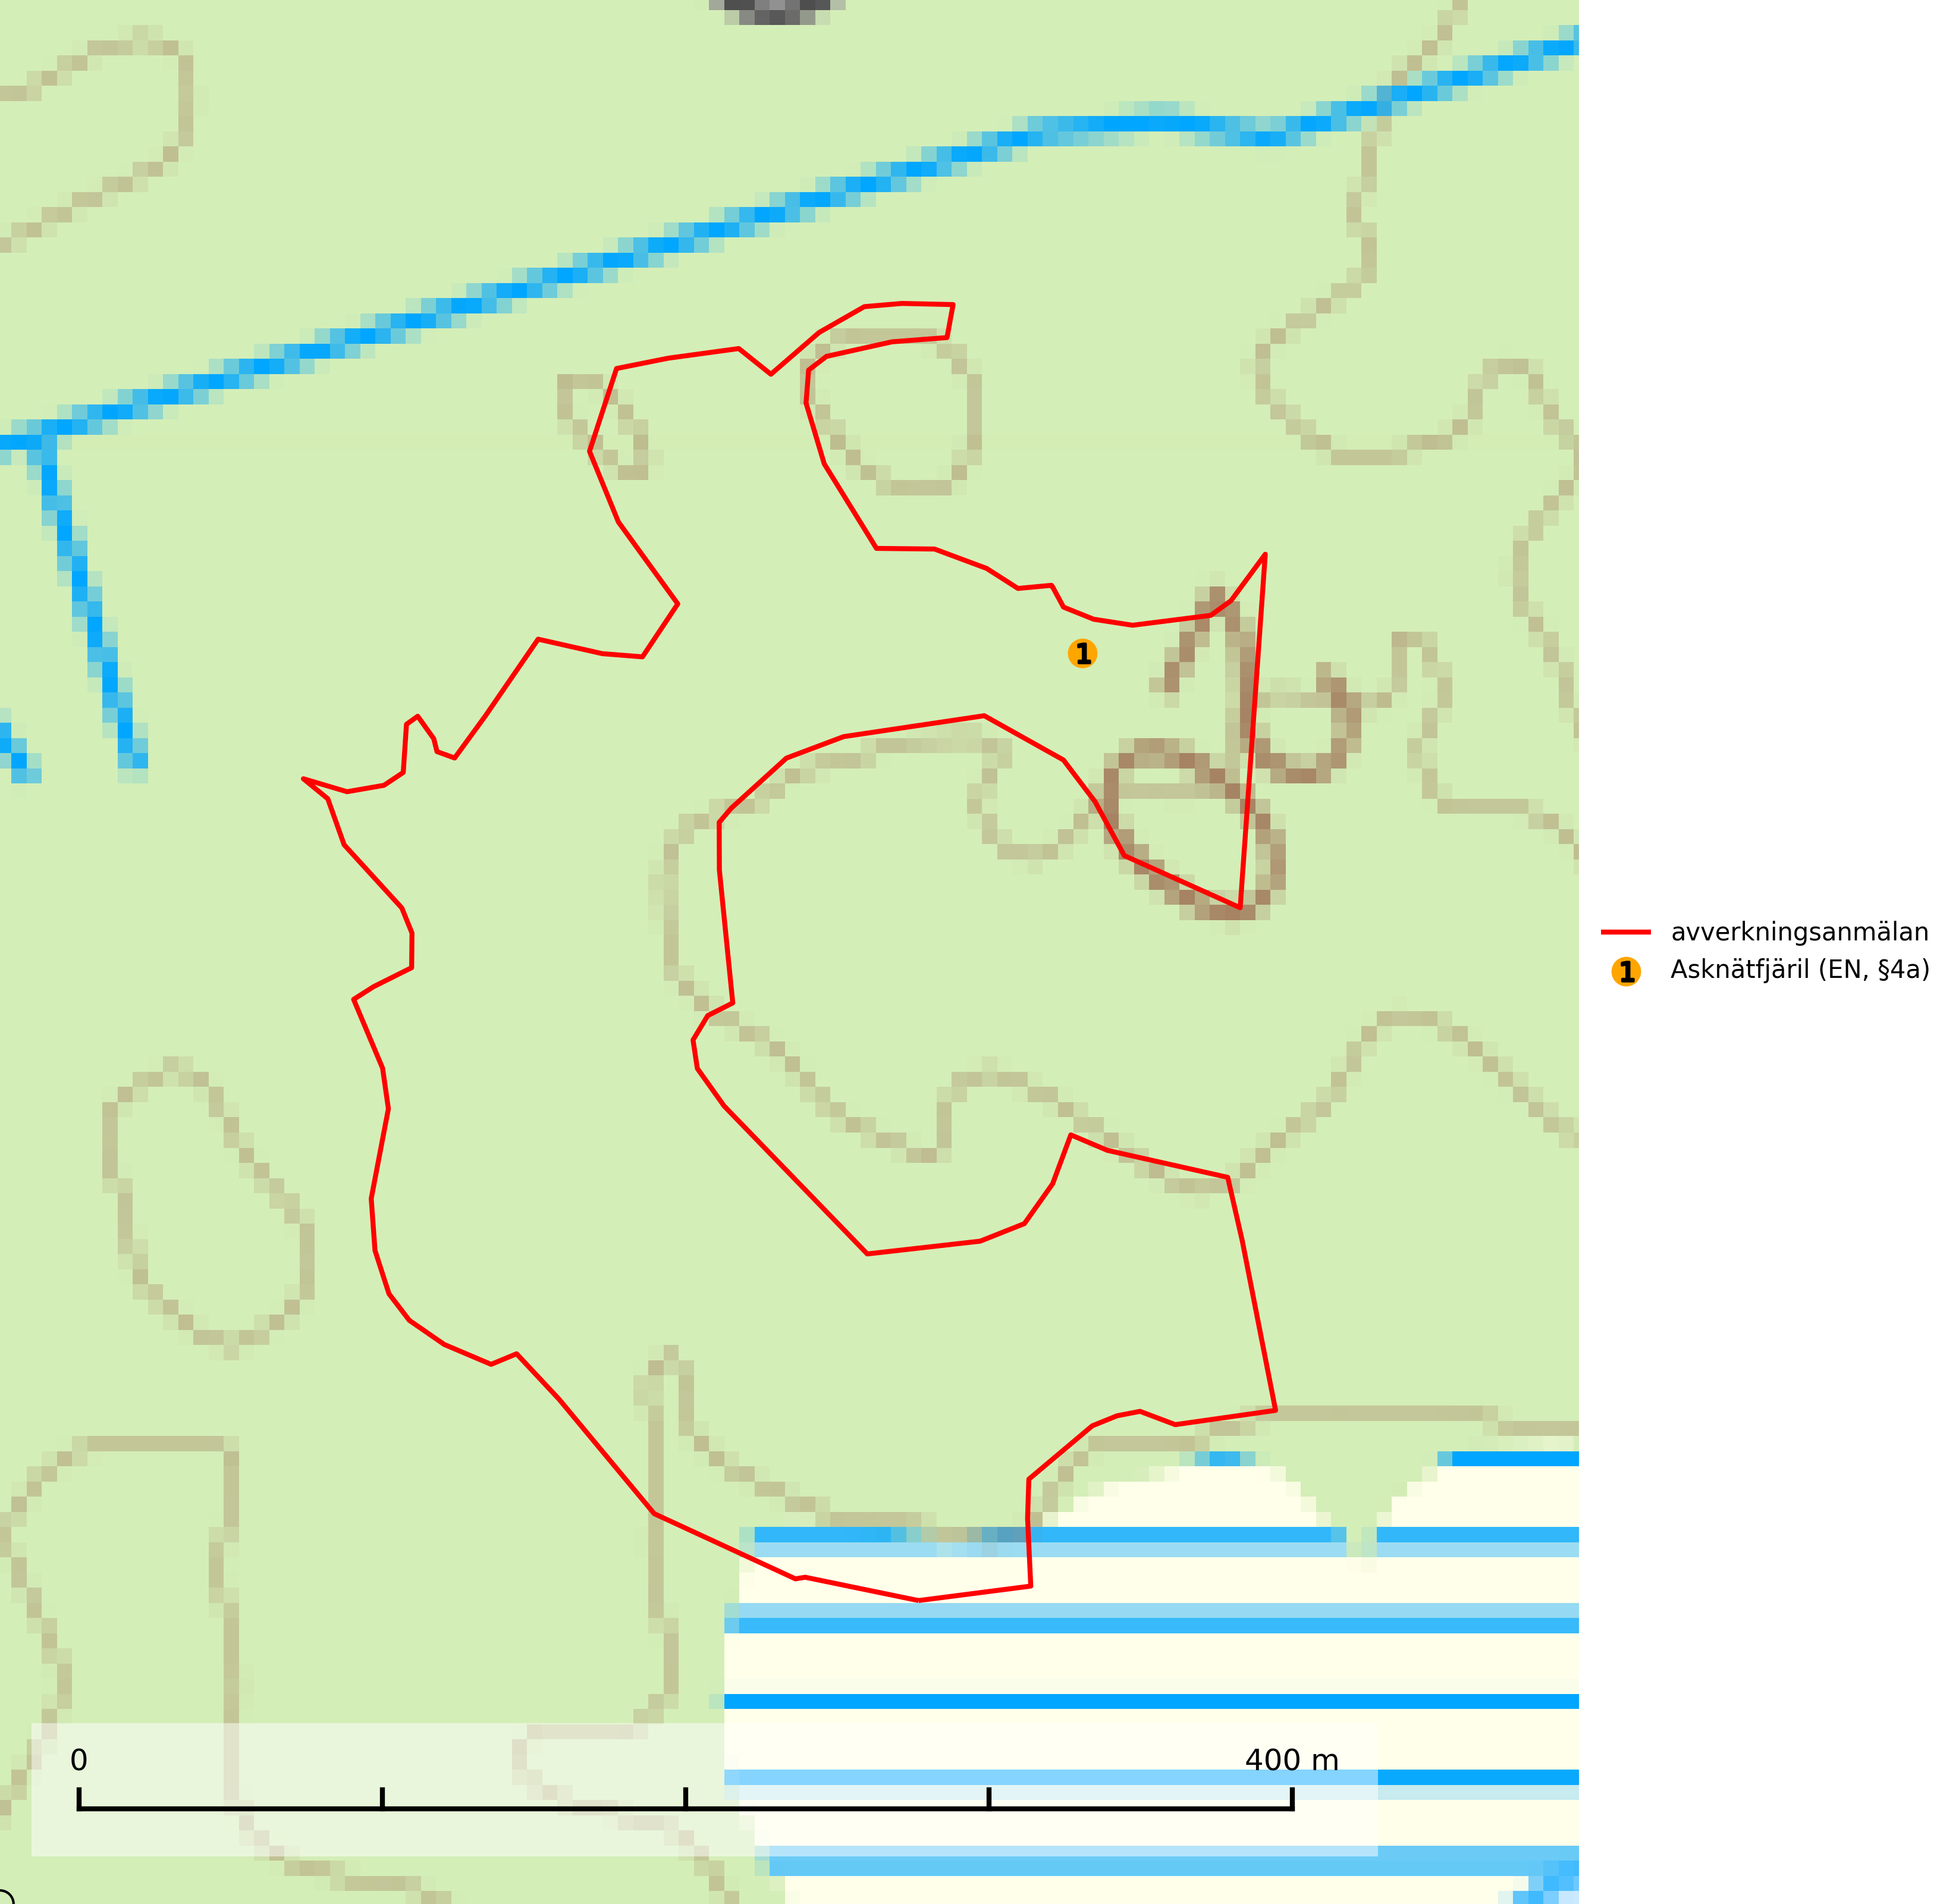 1
avverkningsanmälan
1 Asknätfjäril (EN, §4a)
0 400 m